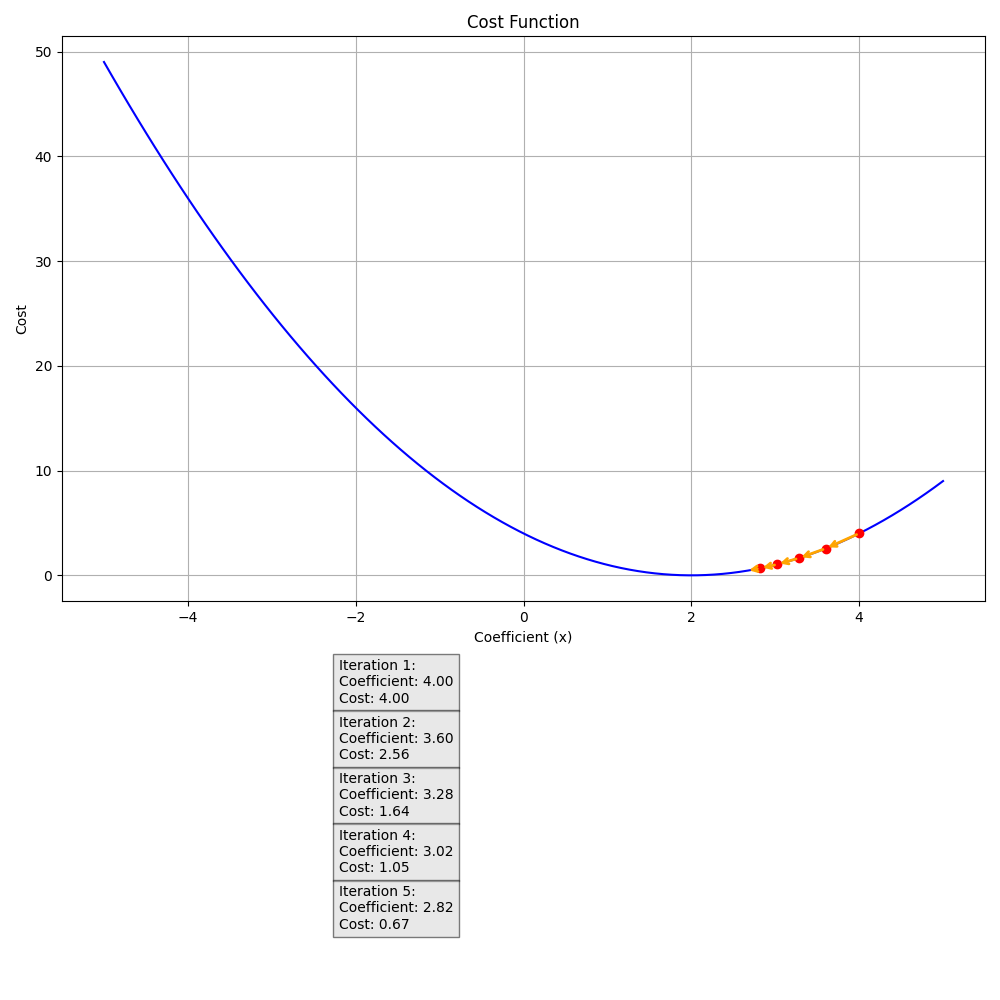 Cost Function
50
40
30
20
10
0
Cost
−4
−2
0
2
4
Coefficient (x)
Iteration 1:
Coefficient: 4.00
Cost: 4.00
Iteration 2:
Coefficient: 3.60
Cost: 2.56
Iteration 3:
Coefficient: 3.28
Cost: 1.64
Iteration 4:
Coefficient: 3.02
Cost: 1.05
Iteration 5:
Coefficient: 2.82
Cost: 0.67